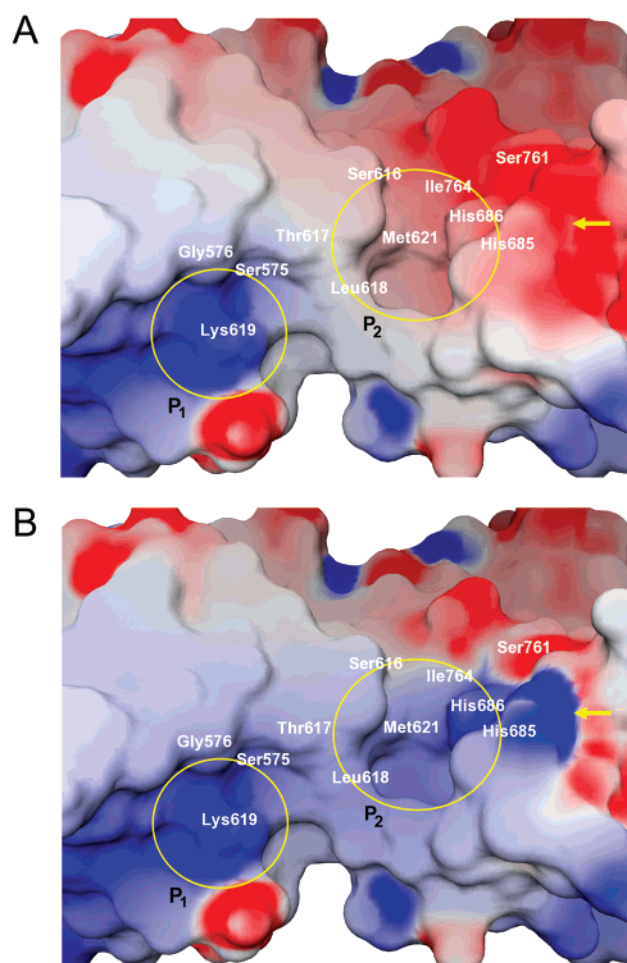 A
Ser761
Ser616
Ile764
His686
Thr617
Met621
His685
Gly576
Ser575
Leu618
Lys619
P2
P1
B
Ser761
Ser616
Ile764
His686
Thr617
Met621
His685
Gly576
Ser575
Leu618
P2
Lys619
P1